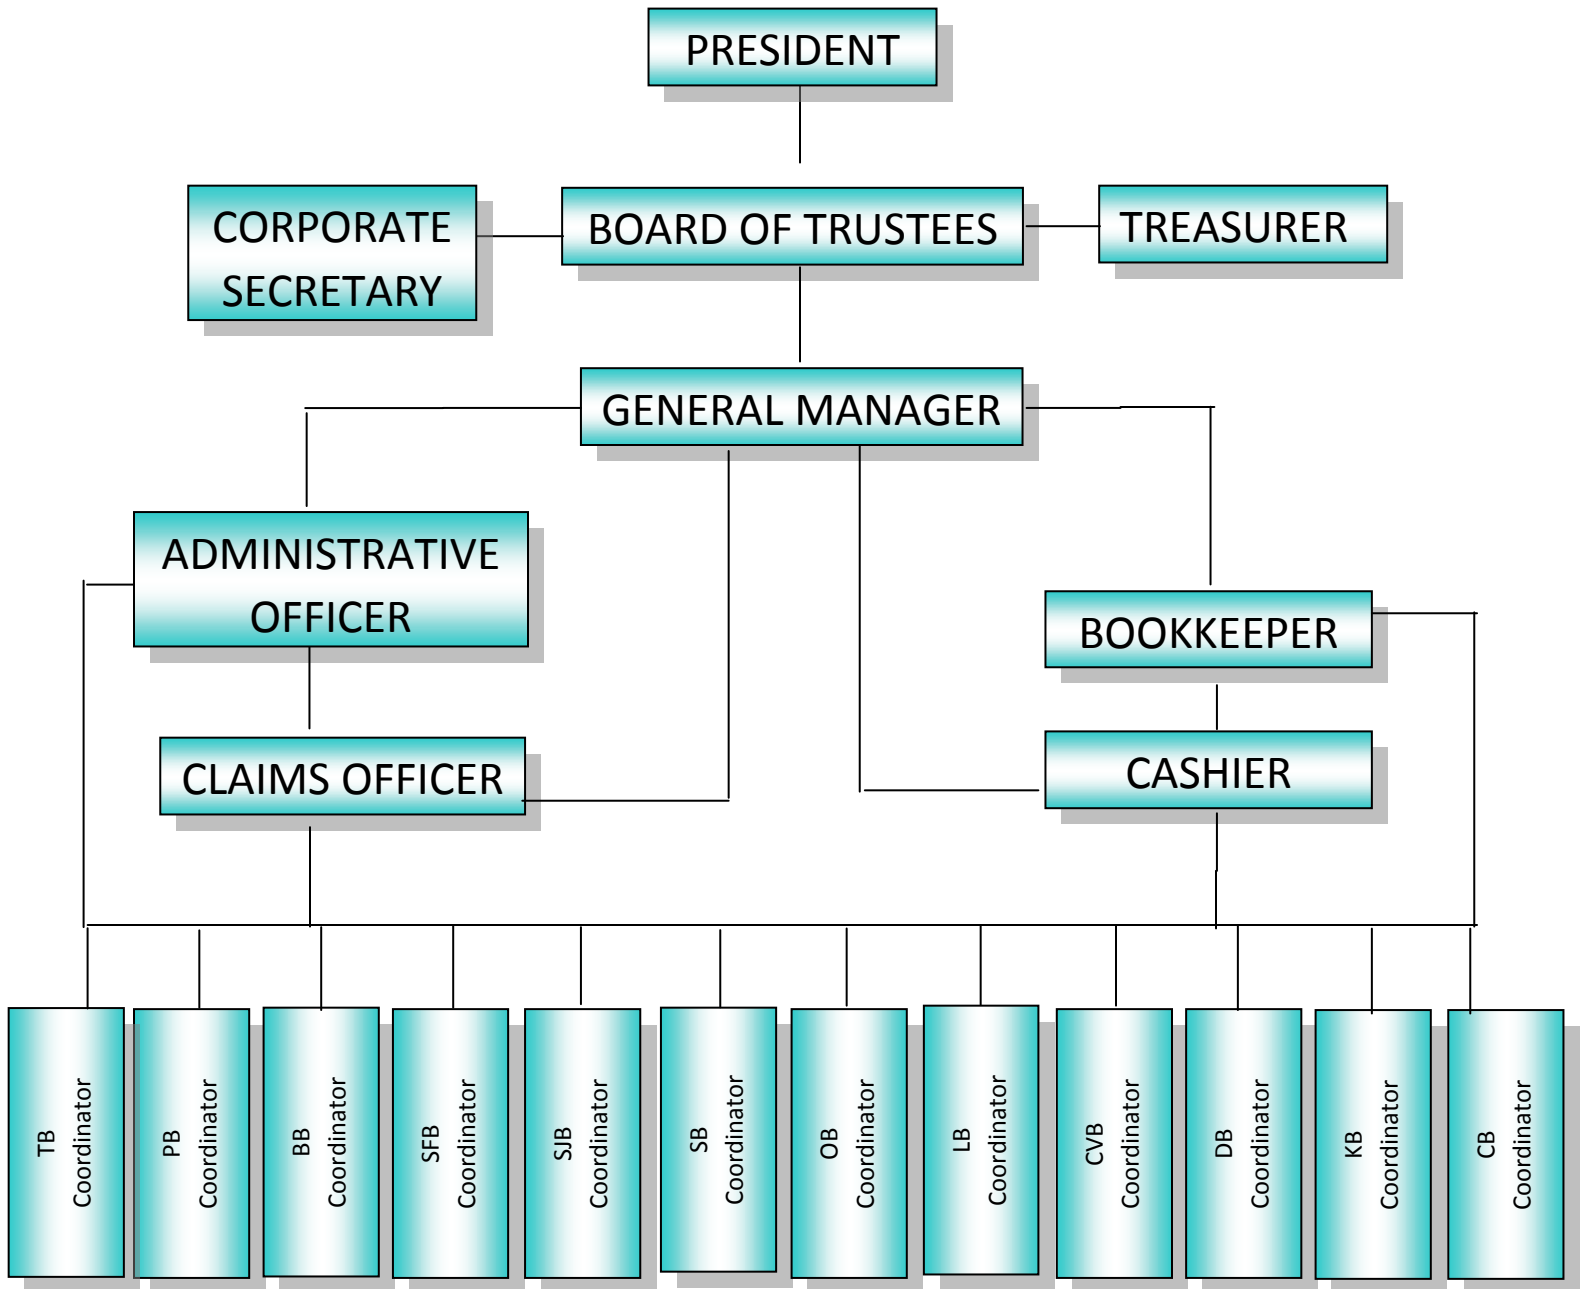 PRESIDENT
CORPORATE
SECRETARY
BOARD OF TRUSTEES
TREASURER
GENERAL MANAGER
ADMINISTRATIVE
OFFICER
BOOKKEEPER
CLAIMS OFFICER
CASHIER
TB
Coordinator
PB
Coordinator
BB
Coordinator
SFB
Coordinator
SJB
Coordinator
SB
Coordinator
OB
Coordinator
LB
Coordinator
CVB
Coordinator
DB
Coordinator
KB
Coordinator
CB
Coordinator